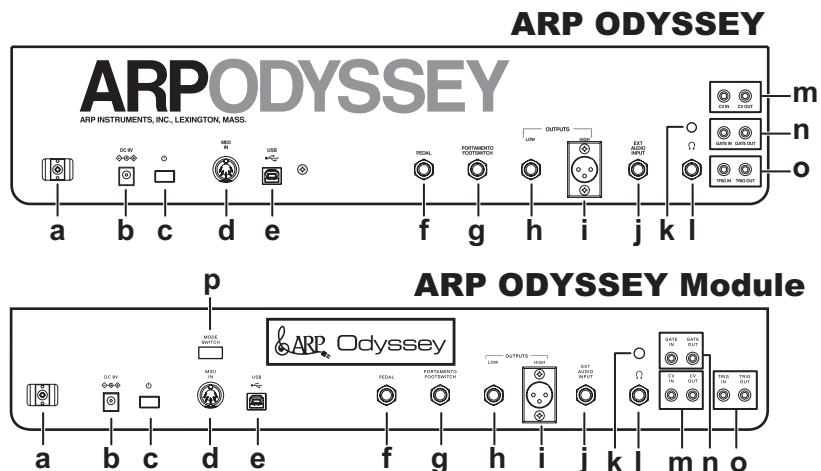 ARP ODYSSEY
ARPODYSSEY
ARP INSTRUMENTS, INC., LEXINGTON, MASS.
DC 9V
MIDI
IN
USB
PEDAL
PORTAMENTO
FOOTSWITCH
OUTPUTS
LOW
HIGH
EXT
AUDIO
INPUT
CV IN CV OUT
GATE IN GATE OUT
TRIG IN TRIG OUT
m
n
o
a b c d e f g h i j k l
p
ARP ODYSSEY Module
MODE
SWITCH
ARP Odyssey
DC 9V
MIDI
IN
USB
PEDAL
PORTAMENTO
FOOTSWITCH
OUTPUTS
LOW
HIGH
EXT
AUDIO
INPUT
GATE IN
GATE OUT
CV IN
CV OUT
TRIG IN
TRIG OUT
a b c d e f g h i j k l m n o